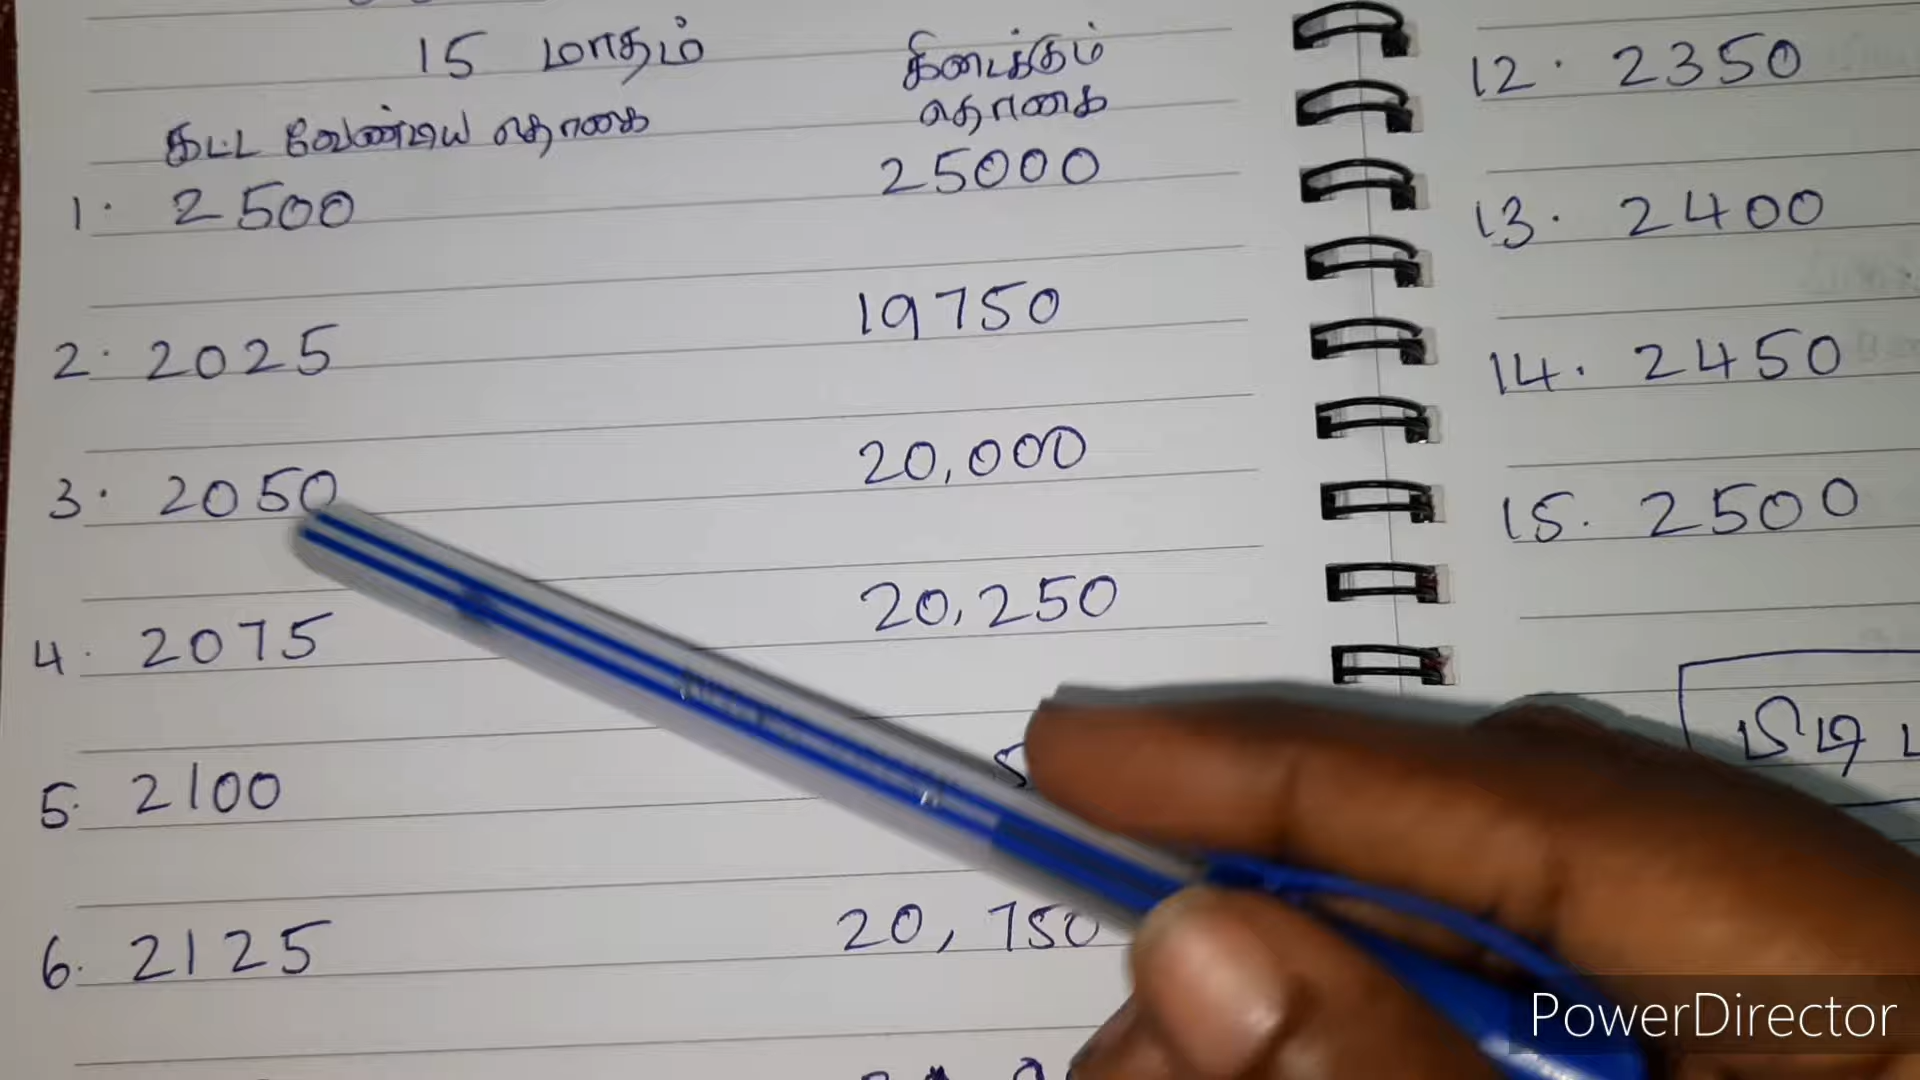 15 மாதம்
கட்ட வேண்டிய தொகை
கிடைக்கும்
தொகை
1. 2500 25000
2. 2025 19750
3. 2050 20,000
4. 2075 20,250
5. 2100
6. 2125 20,750
12. 2350
13. 2400
14. 2450
15. 2500
PowerDirector